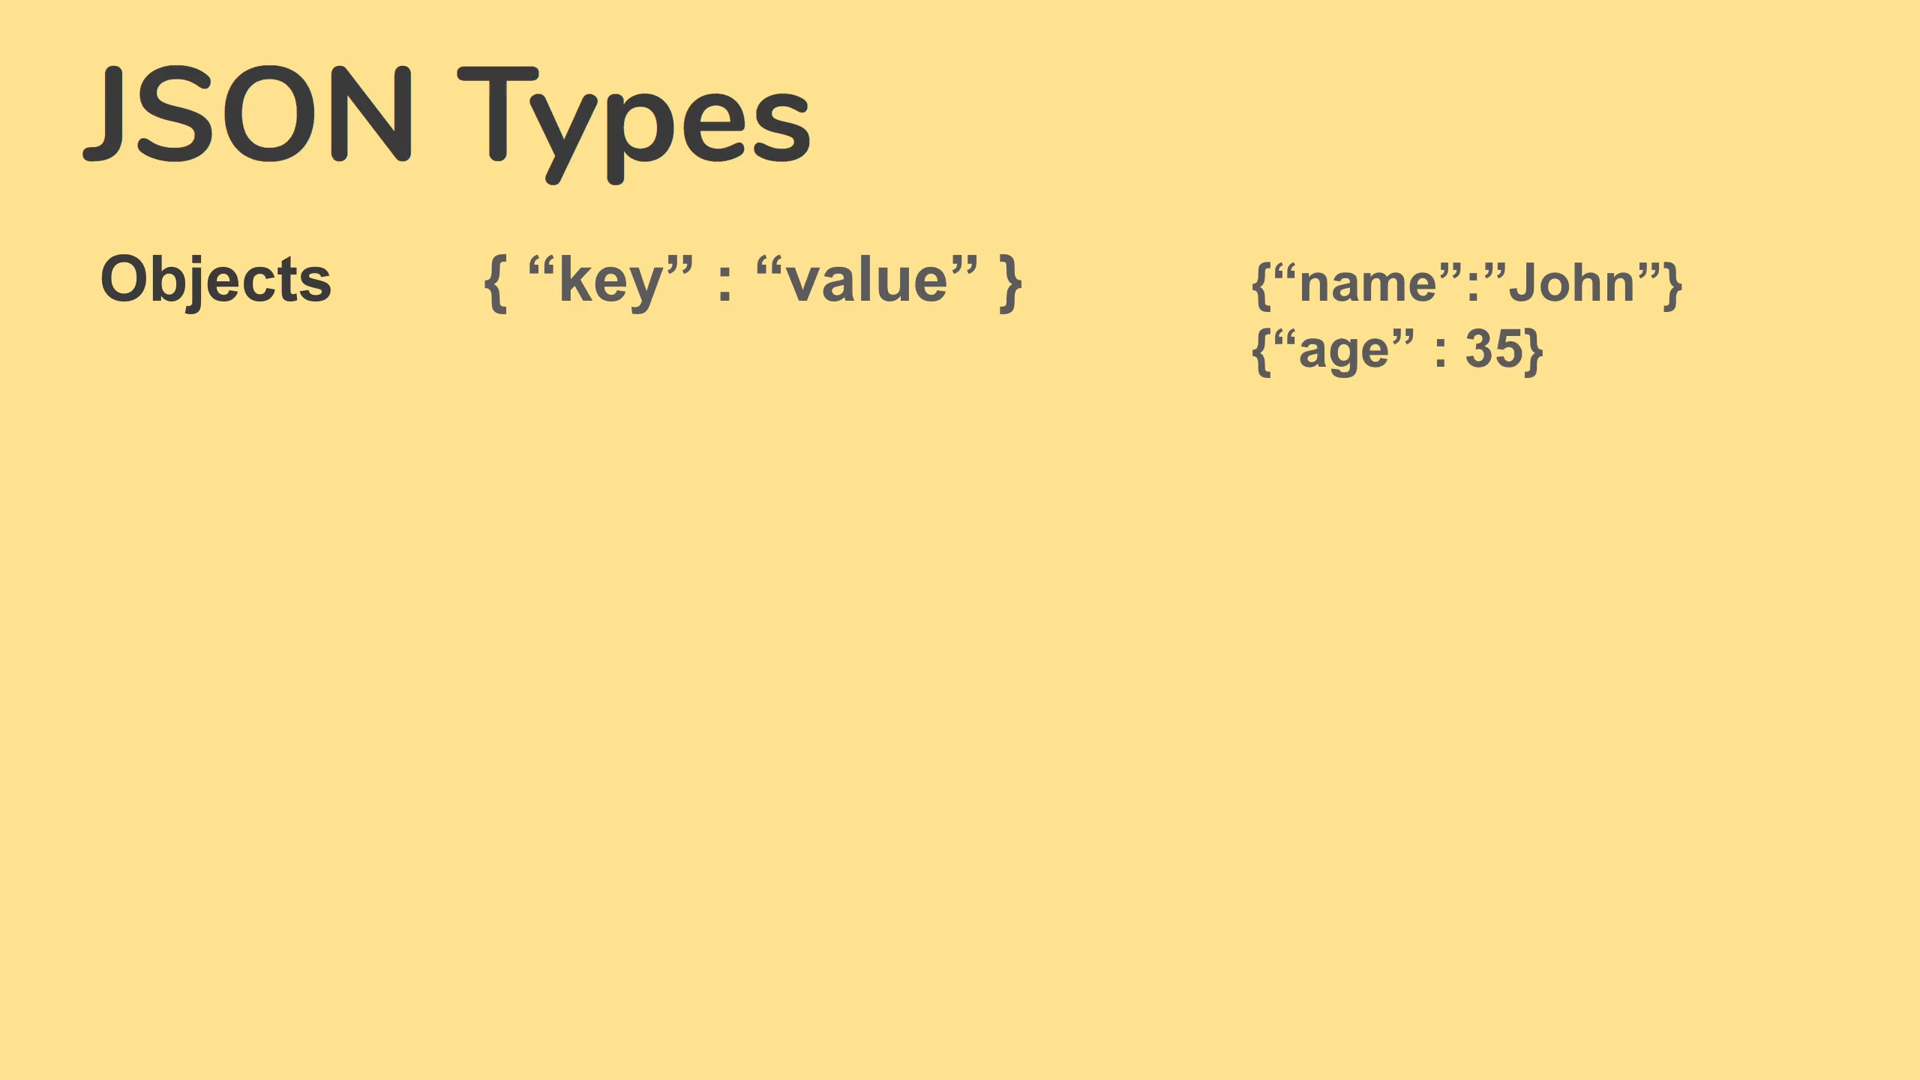 JSON Types
Objects { “key” : “value” } {“name”:”John”}
{“age” : 35}